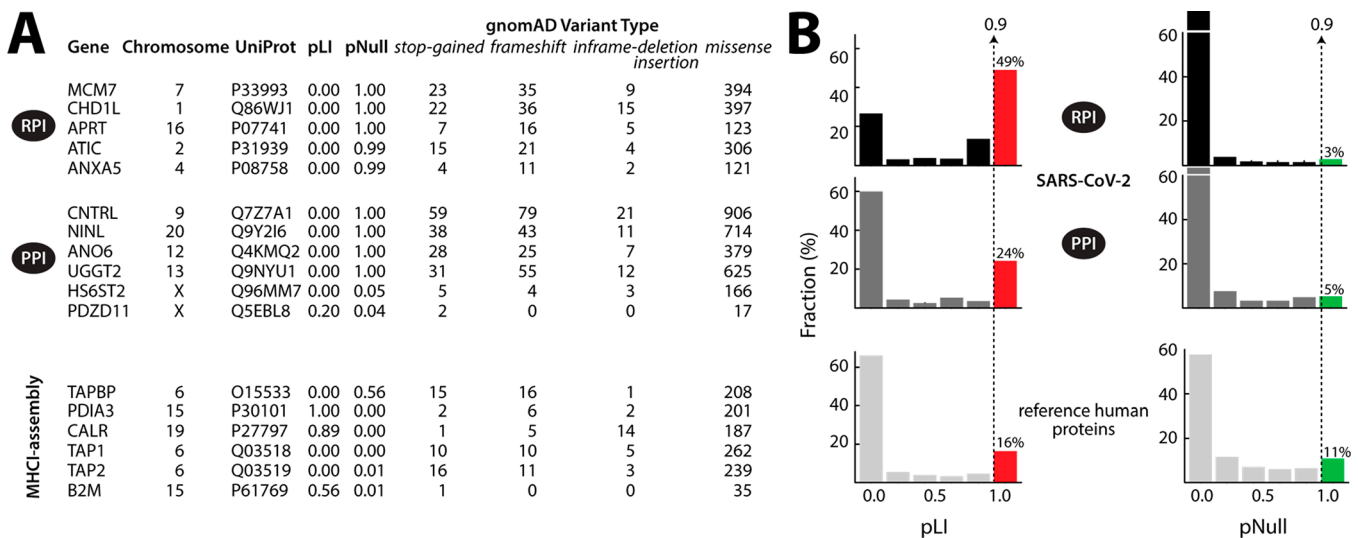 A
gnomAD Variant Type
Gene Chromosome UniProt pLI pNull stop-gained frameshift inframe-deletion missense
insertion
RPI
MCM7 7 P33993 0.00 1.00 23 35 9 394
CHD1L 1 Q86WJ1 0.00 1.00 22 36 15 397
APRT 16 P07741 0.00 1.00 7 16 5 123
ATIC 2 P31939 0.00 0.99 15 21 4 306
ANXA5 4 P08758 0.00 0.99 4 11 2 121
PPI
CNTRL 9 Q7Z7A1 0.00 1.00 59 79 21 906
NINL 20 Q9Y2I6 0.00 1.00 38 43 11 714
ANO6 12 Q4KMQ2 0.00 1.00 28 25 7 379
UGGT2 13 Q9NYU1 0.00 1.00 31 55 12 625
HS6ST2 X Q96MM7 0.00 0.05 5 4 3 166
PDZD11 X Q5EBL8 0.20 0.04 2 0 0 17
MHCI-assembly
TAPBP 6 O15533 0.00 0.56 15 16 1 208
PDIA3 15 P30101 1.00 0.00 2 6 2 201
CALR 19 P27797 0.89 0.00 1 5 14 187
TAP1 6 Q03518 0.00 0.00 10 10 5 262
TAP2 6 Q03519 0.00 0.01 16 11 3 239
B2M 15 P61769 0.56 0.01 1 0 0 35
B
Fraction (%)
0.9
60
40
20
49%
RPI
0.9
60
40
20
3%
SARS-CoV-2
60
40
20
24%
PPI
60
40
20
5%
60
40
20
16%
reference human
proteins
60
40
20
11%
0.0 0.5 1.0
pLI
0.0 0.5 1.0
pNull